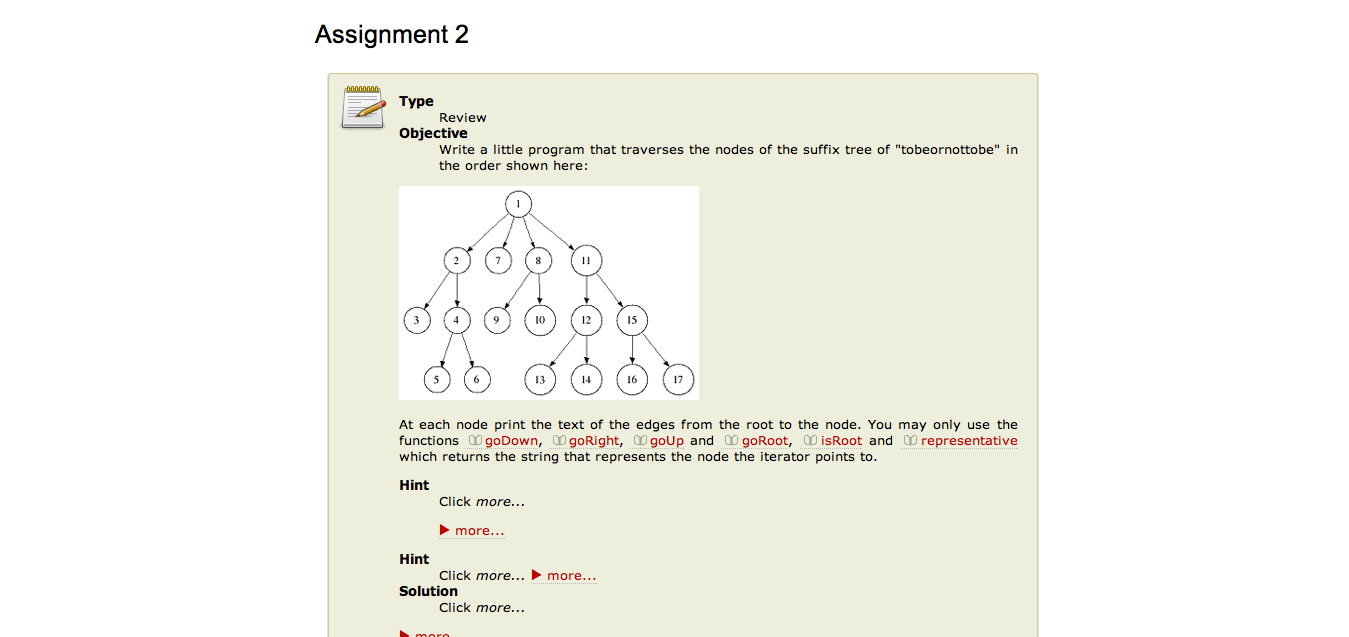 Assignment 2
Type
Review
Objective
Write a little program that traverses the nodes of the suffix tree of "tobeornottobe" in
the order shown here:
1
2 7 8 11
3 4 9 10 12 15
5 6 13 14 16 17
At each node print the text of the edges from the root to the node. You may only use the
functions goDown, goRight, goUp and goRoot, isRoot and representative
which returns the string that represents the node the iterator points to.
Hint
Click more...
more...
Hint
Click more... more...
Solution
Click more...
more